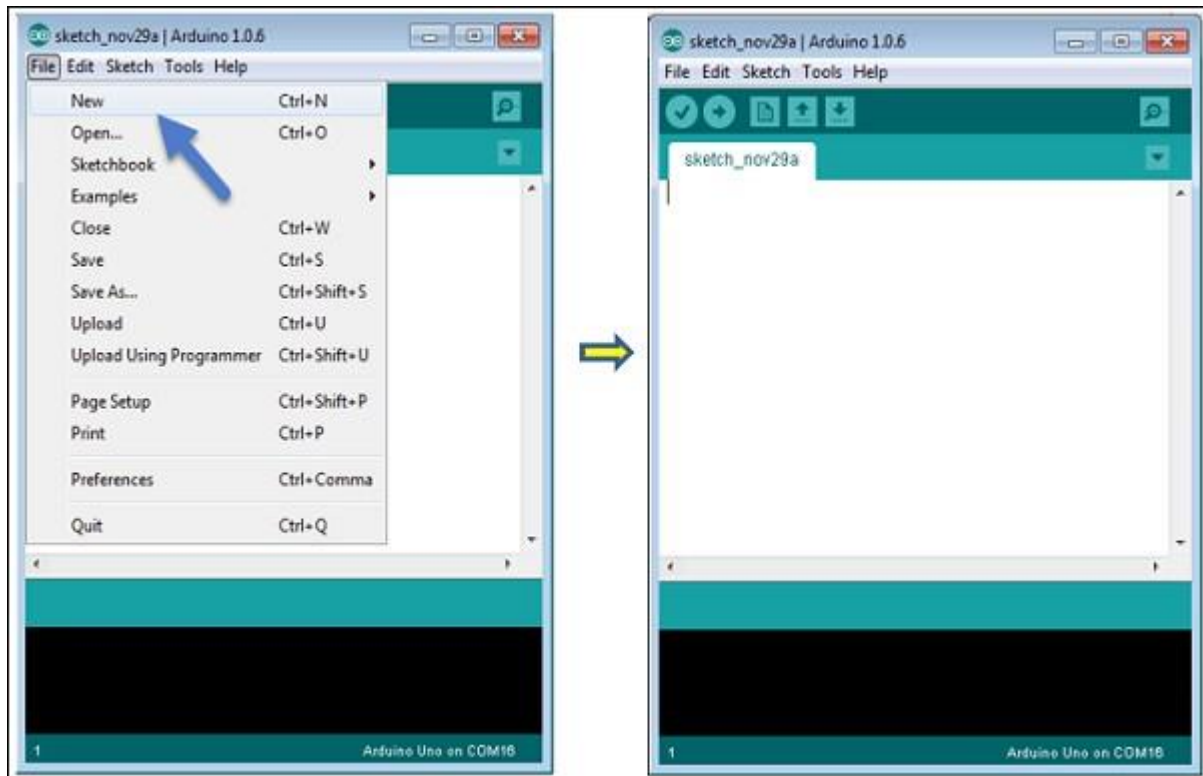 sketch_nov29a | Arduino 1.0.6
File Edit Sketch Tools Help
New Ctrl+N
Open... Ctrl+O
Sketchbook
Examples
Close Ctrl+W
Save Ctrl+S
Save As... Ctrl+Shift+S
Upload Ctrl+U
Upload Using Programmer Ctrl+Shift+U
Page Setup Ctrl+Shift+P
Print Ctrl+P
Preferences Ctrl+Comma
Quit Ctrl+Q
1 Arduino Uno on COM16
sketch_nov29a | Arduino 1.0.6
File Edit Sketch Tools Help
sketch_nov29a
1 Arduino Uno on COM16